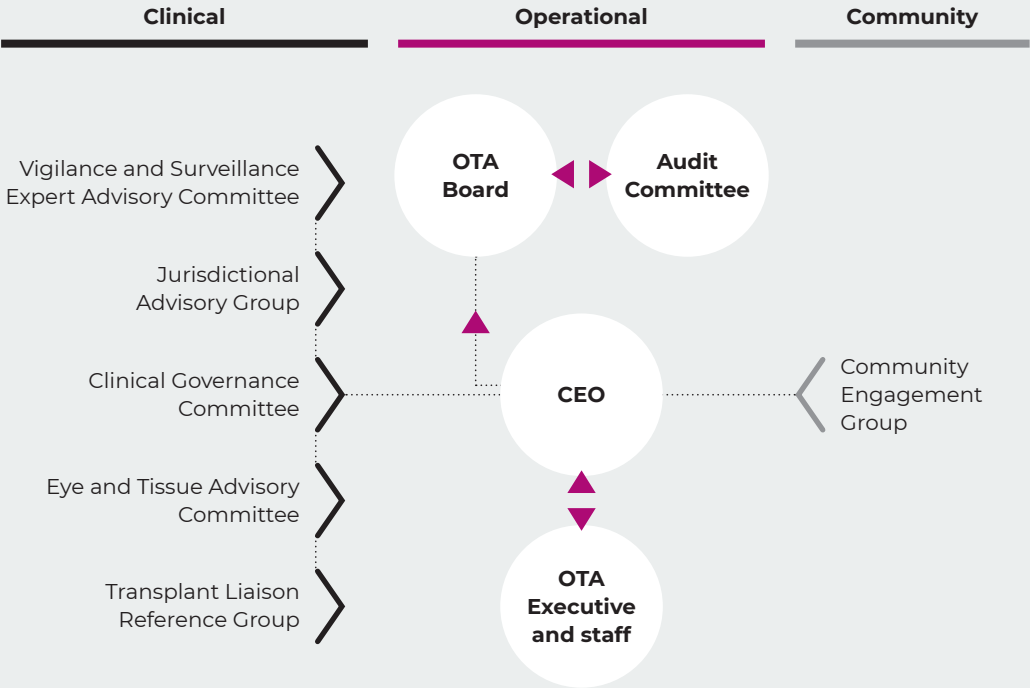 Clinical
Operational
Community
Vigilance and Surveillance
Expert Advisory Committee
Jurisdictional
Advisory Group
Clinical Governance
Committee
Eye and Tissue Advisory
Committee
Transplant Liaison
Reference Group
OTA
Board
Audit
Committee
CEO
OTA
Executive
and staff
Community
Engagement
Group